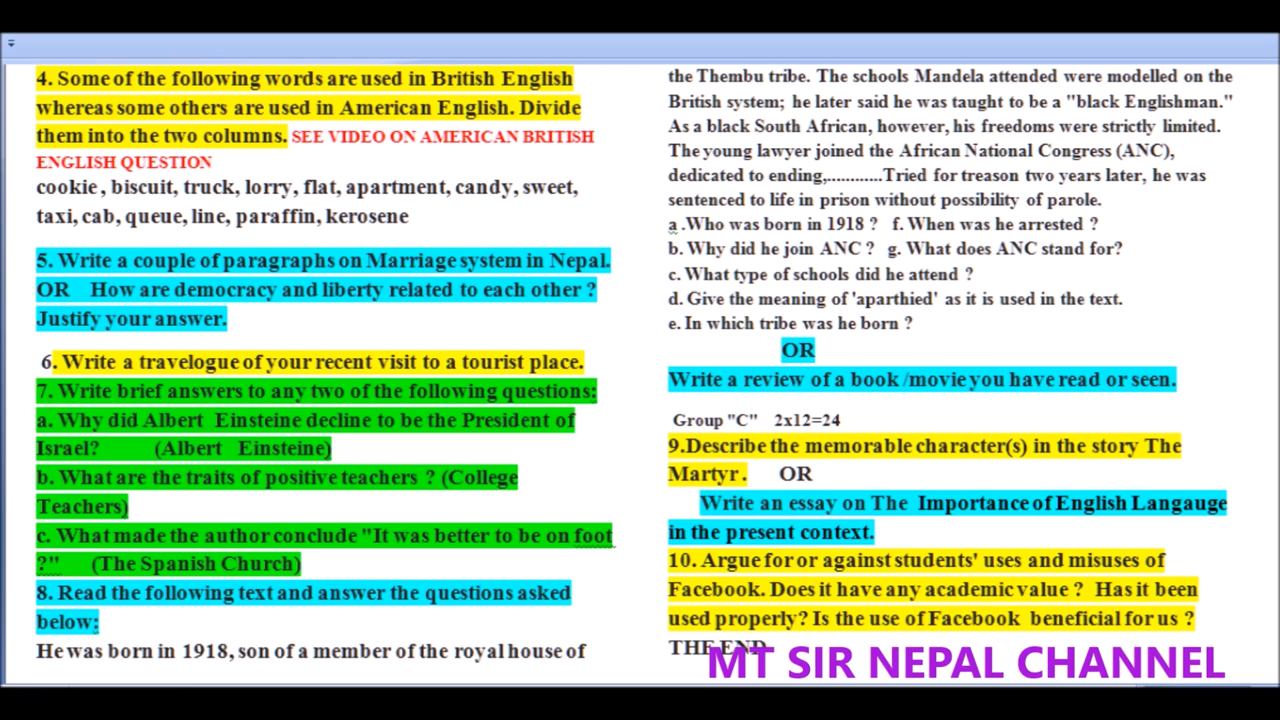 4. Some of the following words are used in British English
whereas some others are used in American English. Divide
them into the two columns. SEE VIDEO ON AMERICAN BRITISH
ENGLISH QUESTION
cookie , biscuit, truck, lorry, flat, apartment, candy, sweet,
taxi, cab, queue, line, paraffin, kerosene
5. Write a couple of paragraphs on Marriage system in Nepal.
OR How are democracy and liberty related to each other ?
Justify your answer.
6. Write a travelogue of your recent visit to a tourist place.
7. Write brief answers to any two of the following questions:
a. Why did Albert Einsteine decline to be the President of
Israel? (Albert Einsteine)
b. What are the traits of positive teachers ? (College
Teachers)
c. What made the author conclude "It was better to be on foot
?" (The Spanish Church)
8. Read the following text and answer the questions asked
below:
He was born in 1918, son of a member of the royal house of
the Thembu tribe. The schools Mandela attended were modelled on the
British system; he later said he was taught to be a "black Englishman."
As a black South African, however, his freedoms were strictly limited.
The young lawyer joined the African National Congress (ANC),
dedicated to ending,............Tried for treason two years later, he was
sentenced to life in prison without possibility of parole.
a .Who was born in 1918 ? f. When was he arrested ?
b. Why did he join ANC ? g. What does ANC stand for?
c. What type of schools did he attend ?
d. Give the meaning of 'aparthied' as it is used in the text.
e. In which tribe was he born ?
OR
Write a review of a book /movie you have read or seen.
Group "C" 2x12=24
9.Describe the memorable character(s) in the story The
Martyr . OR
Write an essay on The Importance of English Langauge
in the present context.
10. Argue for or against students' uses and misuses of
Facebook. Does it have any academic value ? Has it been
used properly? Is the use of Facebook beneficial for us ?
THE END
MT SIR NEPAL CHANNEL